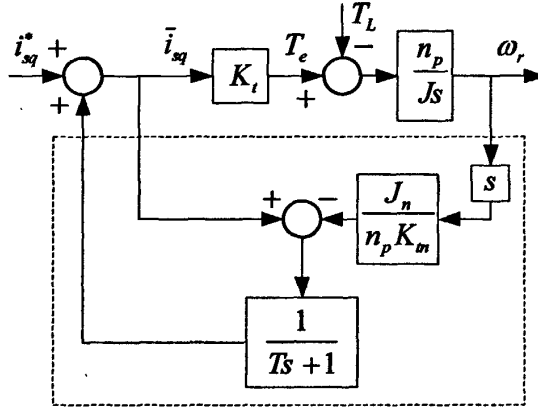 i*sq + + īsq Kt Te + TL − np/Js ωr
s
+ − Jn/npKtn
1/Ts+1